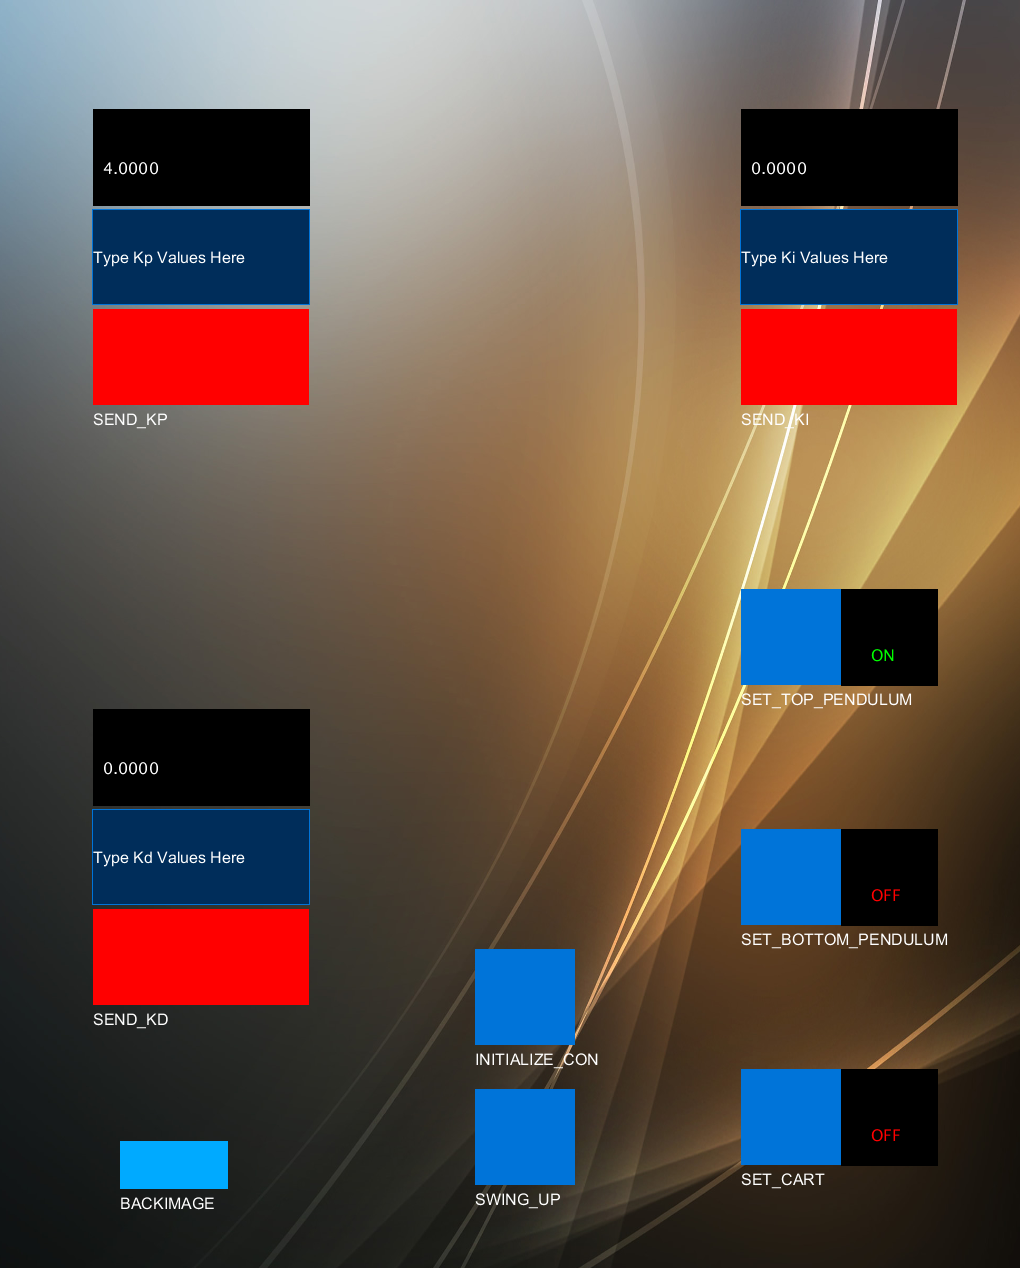 4.0000
Type Kp Values Here
SEND_KP
0.0000
Type Ki Values Here
SEND_KI
ON
SET_TOP_PENDULUM
0.0000
Type Kd Values Here
SEND_KD
OFF
SET_BOTTOM_PENDULUM
INITIALIZE_CON
SWING_UP
OFF
SET_CART
BACKIMAGE